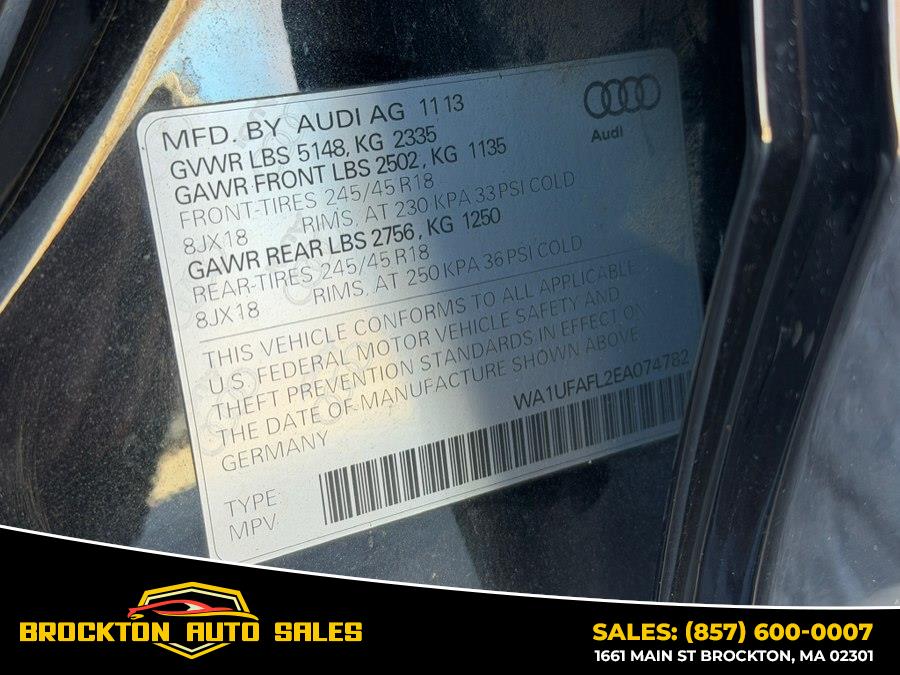 MFD. BY AUDI AG 11 13
Audi
GVWR LBS 5148, KG 2335
GAWR FRONT LBS 2502, KG 1135
FRONT-TIRES 245/45 R18
8JX18 RIMS, AT 230 KPA 33 PSI COLD
GAWR REAR LBS 2756, KG 1250
REAR-TIRES 245/45 R18
8JX18 RIMS, AT 250 KPA 36 PSI COLD
THIS VEHICLE CONFORMS TO ALL APPLICABLE
U.S. FEDERAL MOTOR VEHICLE SAFETY AND
THEFT PREVENTION STANDARDS IN EFFECT ON
THE DATE OF MANUFACTURE SHOWN ABOVE
GERMANY
WA1UFAFL2EA074782
TYPE:
MPV
BROCKTON AUTO SALES
SALES: (857) 600-0007
1661 MAIN ST BROCKTON, MA 02301